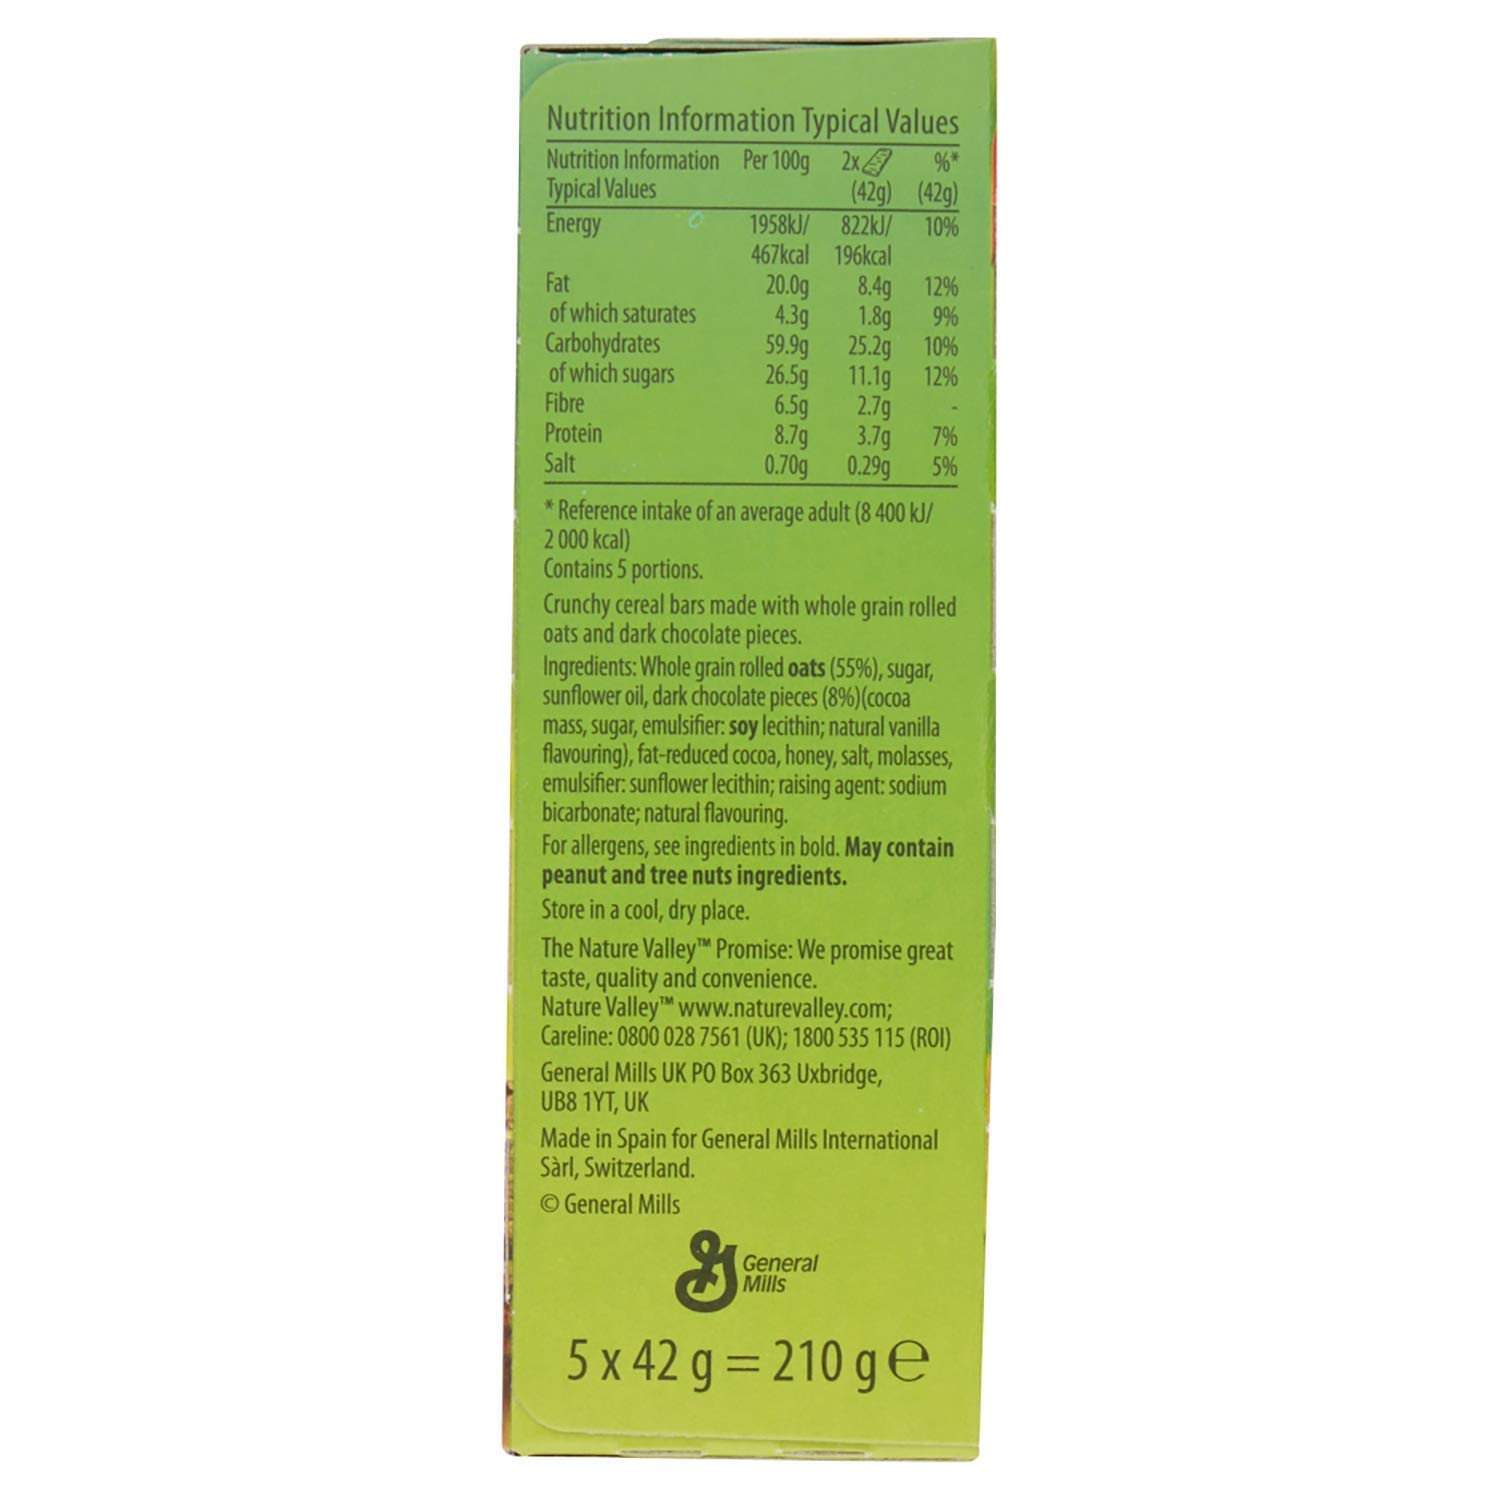 Nutrition Information Typical Values
Nutrition Information Per 100g 2x %*
Typical Values (42g) (42g)
Energy 1958kJ/ 822kJ/ 10%
467kcal 196kcal
Fat 20.0g 8.4g 12%
of which saturates 4.3g 1.8g 9%
Carbohydrates 59.9g 25.2g 10%
of which sugars 26.5g 11.1g 12%
Fibre 6.5g 2.7g -
Protein 8.7g 3.7g 7%
Salt 0.70g 0.29g 5%
* Reference intake of an average adult (8 400 kJ/
2 000 kcal)
Contains 5 portions.
Crunchy cereal bars made with whole grain rolled
oats and dark chocolate pieces.
Ingredients: Whole grain rolled oats (55%), sugar,
sunflower oil, dark chocolate pieces (8%)(cocoa
mass, sugar, emulsifier: soy lecithin; natural vanilla
flavouring), fat-reduced cocoa, honey, salt, molasses,
emulsifier: sunflower lecithin; raising agent: sodium
bicarbonate; natural flavouring.
For allergens, see ingredients in bold. May contain
peanut and tree nuts ingredients.
Store in a cool, dry place.
The Nature Valley™ Promise: We promise great
taste, quality and convenience.
Nature Valley™ www.naturevalley.com;
Careline: 0800 028 7561 (UK); 1800 535 115 (ROI)
General Mills UK PO Box 363 Uxbridge,
UB8 1YT, UK
Made in Spain for General Mills International
Sàrl, Switzerland.
© General Mills
General
Mills
5 x 42 g = 210 g ℮